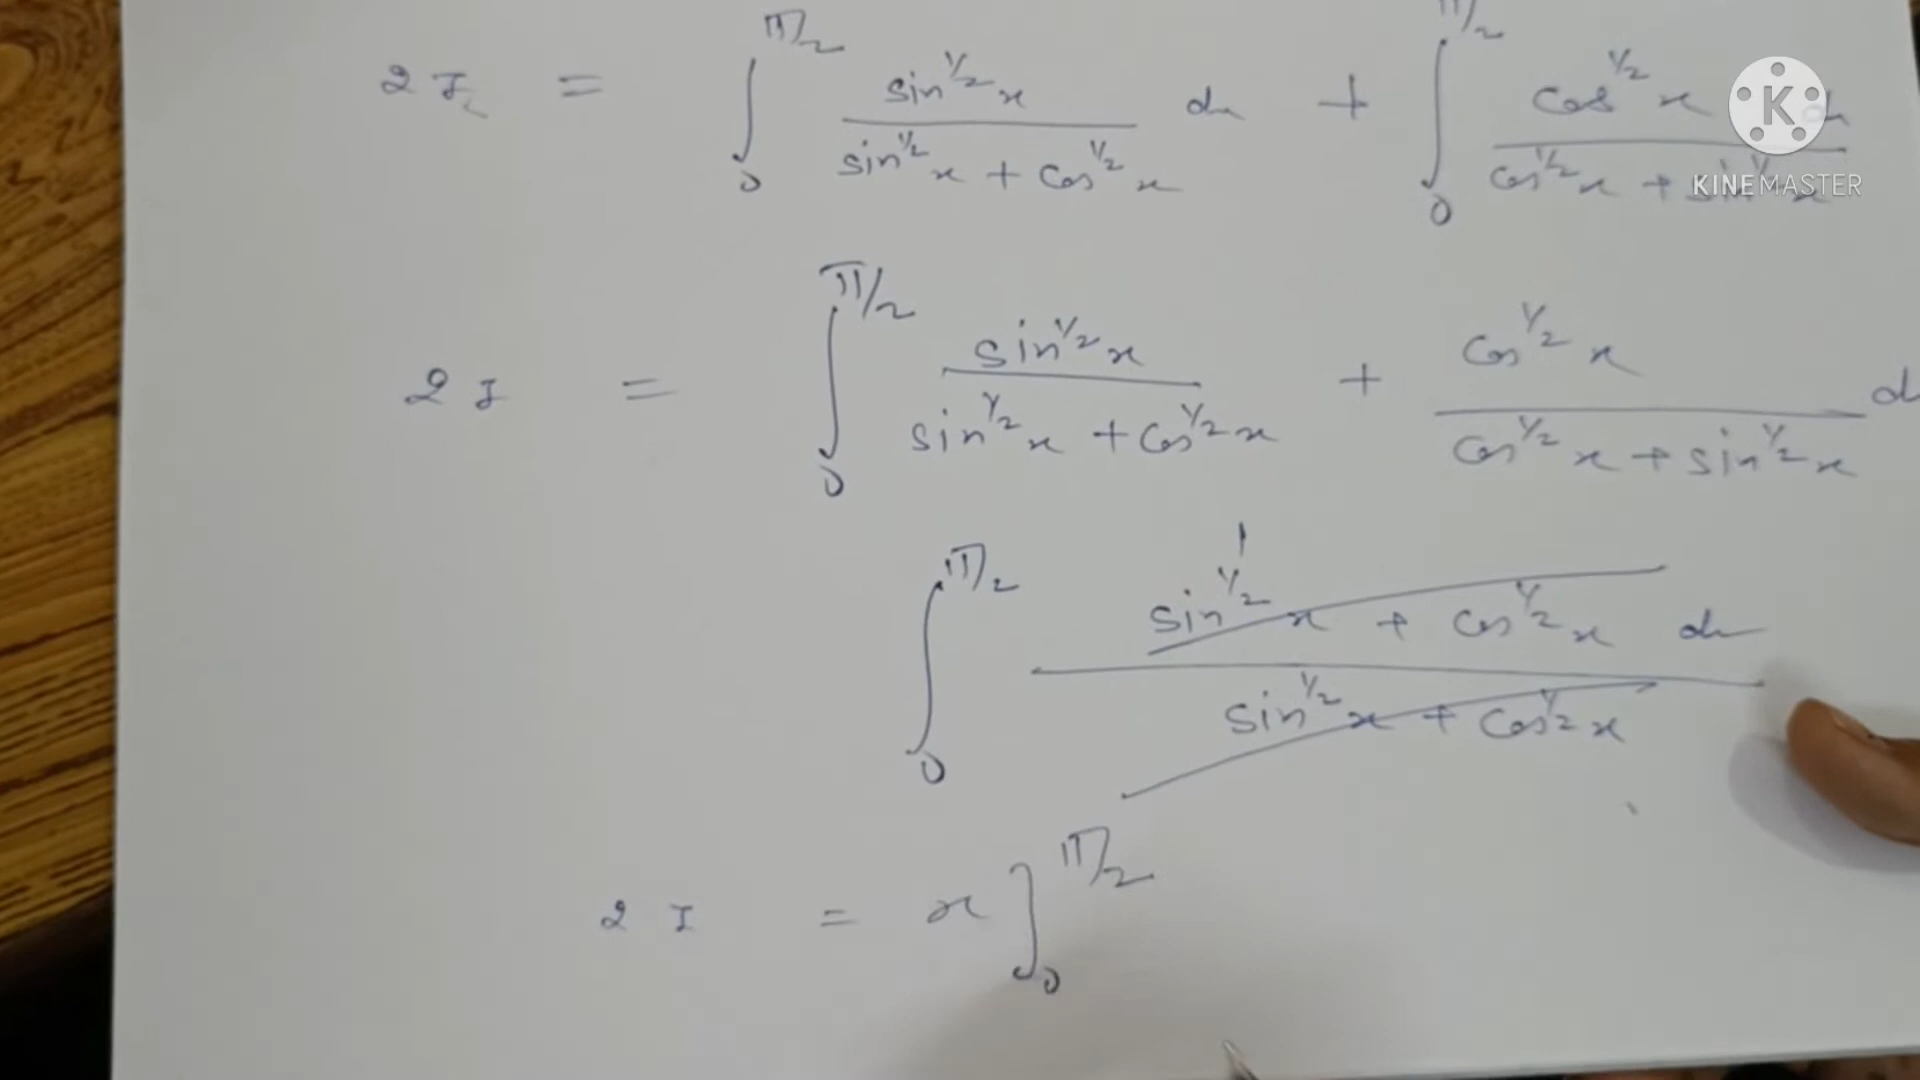 2I = ∫₀^π/2 sin^1/2 x / sin^1/2 x + cos^1/2 x dx + ∫₀^π/2 cos^1/2 x dx / cos^1/2 x + sin^1/2 x
KINEMASTER
2I = ∫₀^π/2 sin^1/2 x / sin^1/2 x + cos^1/2 x + cos^1/2 x / cos^1/2 x + sin^1/2 x d
∫₀^π/2 sin^1/2 x + cos^1/2 x dx / sin^1/2 x + cos^1/2 x
1
2I = x]₀^π/2